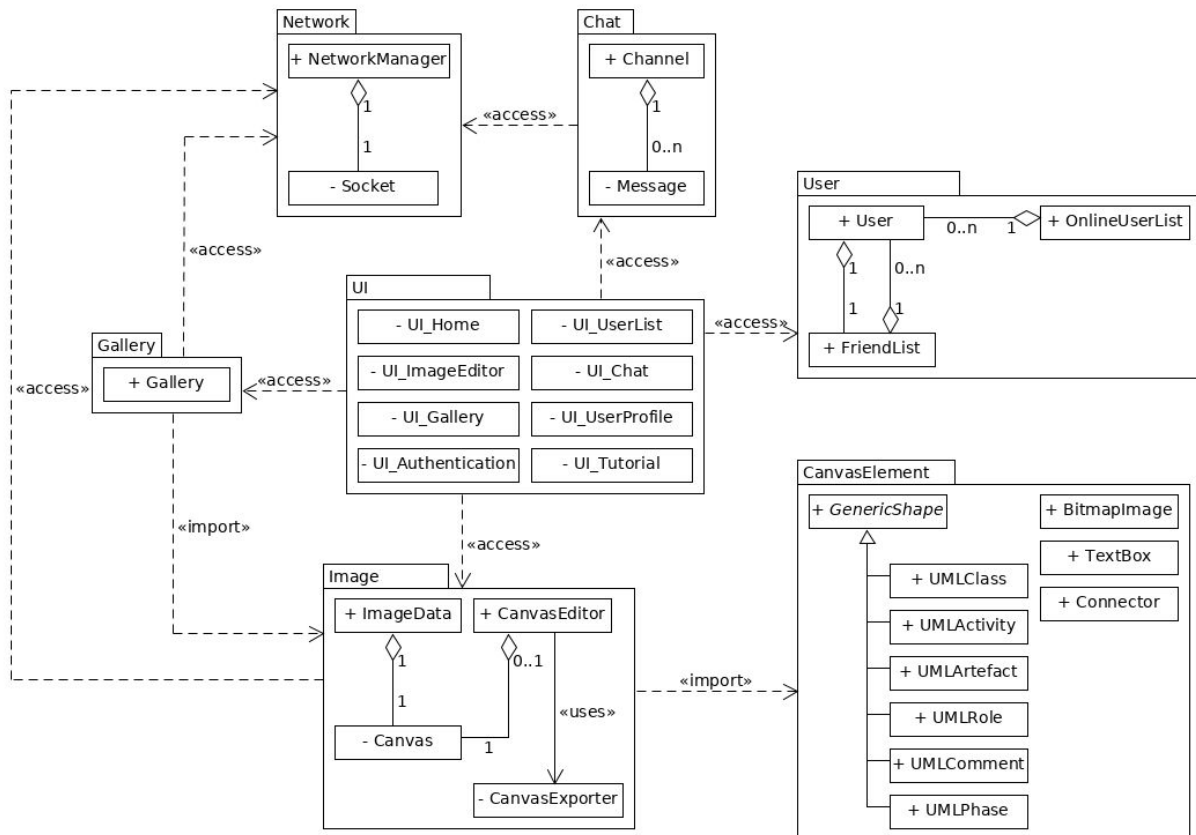 Network
+ NetworkManager
1
1
- Socket
Chat
+ Channel
1
0..n
- Message
«access»
User
+ User
0..n
1
+ OnlineUserList
1
0..n
1
1
+ FriendList
«access»
«access»
«access»
UI
- UI_Home
- UI_UserList
- UI_ImageEditor
- UI_Chat
- UI_Gallery
- UI_UserProfile
- UI_Authentication
- UI_Tutorial
Gallery
+ Gallery
«access»
«access»
«import»
«access»
Image
+ ImageData
+ CanvasEditor
1
0..1
1
1
«uses»
- Canvas
- CanvasExporter
«import»
CanvasElement
+ GenericShape
+ BitmapImage
+ TextBox
+ Connector
+ UMLClass
+ UMLActivity
+ UMLArtefact
+ UMLRole
+ UMLComment
+ UMLPhase